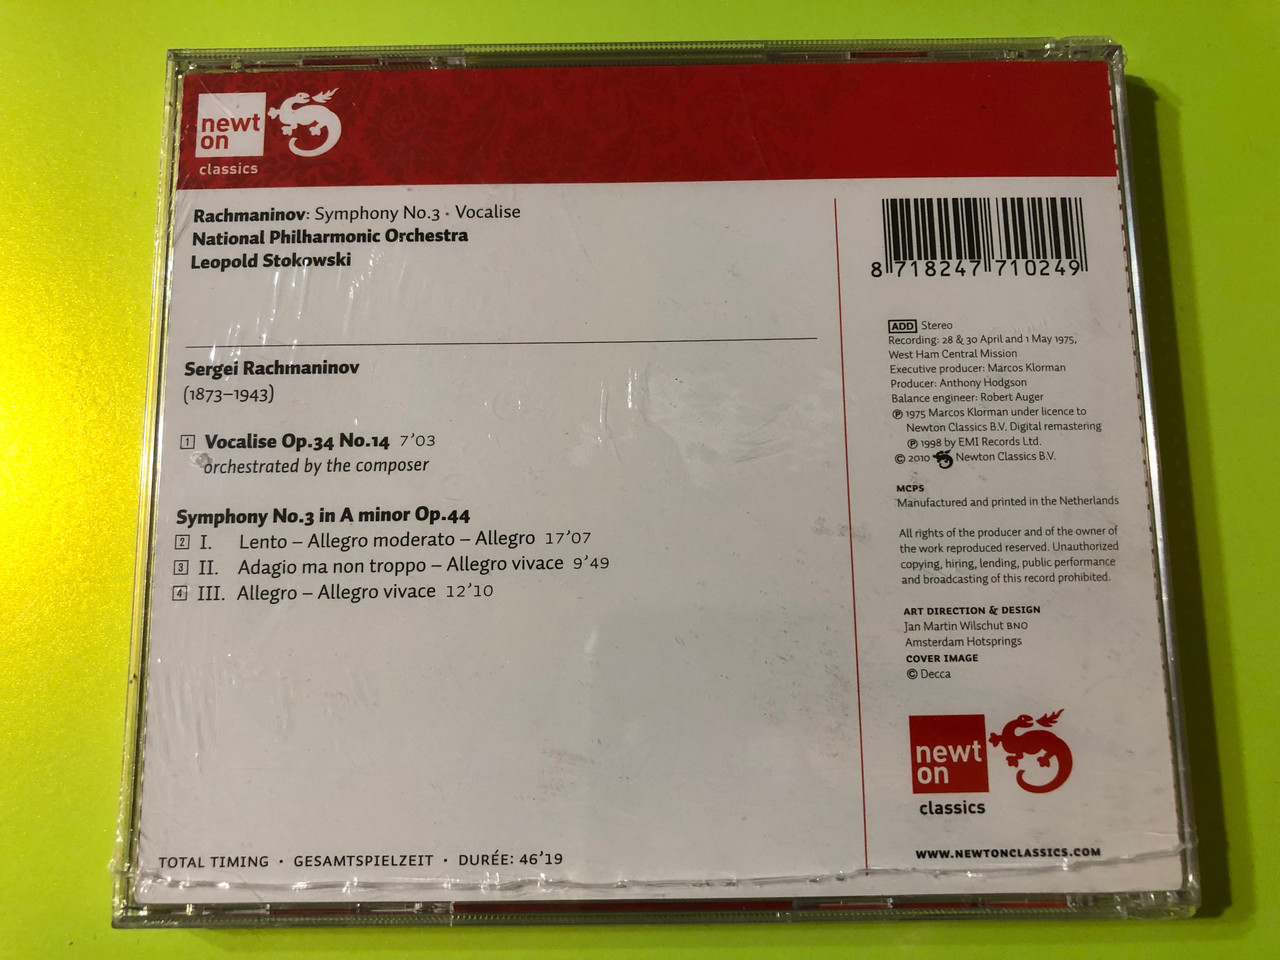 newt
on
classics
Rachmaninov: Symphony No.3 · Vocalise
National Philharmonic Orchestra
Leopold Stokowski
Sergei Rachmaninov
(1873–1943)
1 Vocalise Op.34 No.14 7’03
orchestrated by the composer
Symphony No.3 in A minor Op.44
2 I. Lento – Allegro moderato – Allegro 17’07
3 II. Adagio ma non troppo – Allegro vivace 9’49
4 III. Allegro – Allegro vivace 12’10
TOTAL TIMING · GESAMTSPIELZEIT · DURÉE: 46’19
8 718247 710249
ADD Stereo
Recording: 28 & 30 April and 1 May 1975,
West Ham Central Mission
Executive producer: Marcos Klorman
Producer: Anthony Hodgson
Balance engineer: Robert Auger
℗ 1975 Marcos Klorman under licence to
Newton Classics B.V. Digital remastering
℗ 1998 by EMI Records Ltd.
© 2010 Newton Classics B.V.
MCPS
Manufactured and printed in the Netherlands
All rights of the producer and of the owner of
the work reproduced reserved. Unauthorized
copying, hiring, lending, public performance
and broadcasting of this record prohibited.
ART DIRECTION & DESIGN
Jan Martin Wilschut BNO
Amsterdam Hotsprings
COVER IMAGE
© Decca
newt
on
classics
WWW.NEWTONCLASSICS.COM